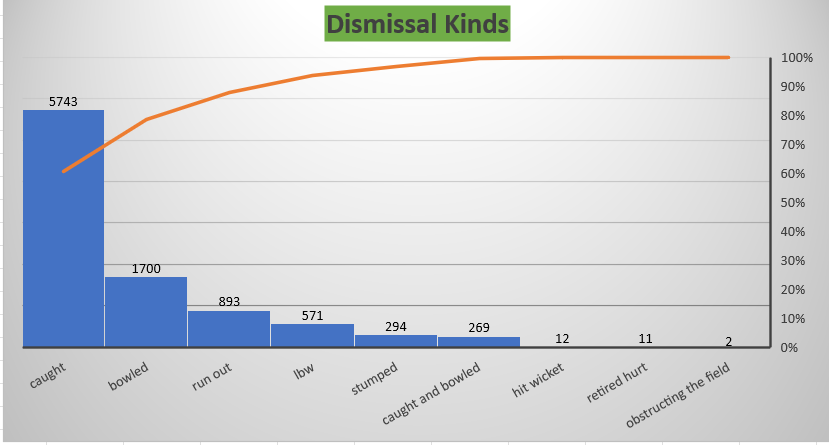 Dismissal Kinds
100%
90%
80%
70%
60%
50%
40%
30%
20%
10%
0%
5743
1700
893
571
294
269
12
11
2
caught
bowled
run out
lbw
stumped
caught and bowled
hit wicket
retired hurt
obstructing the field